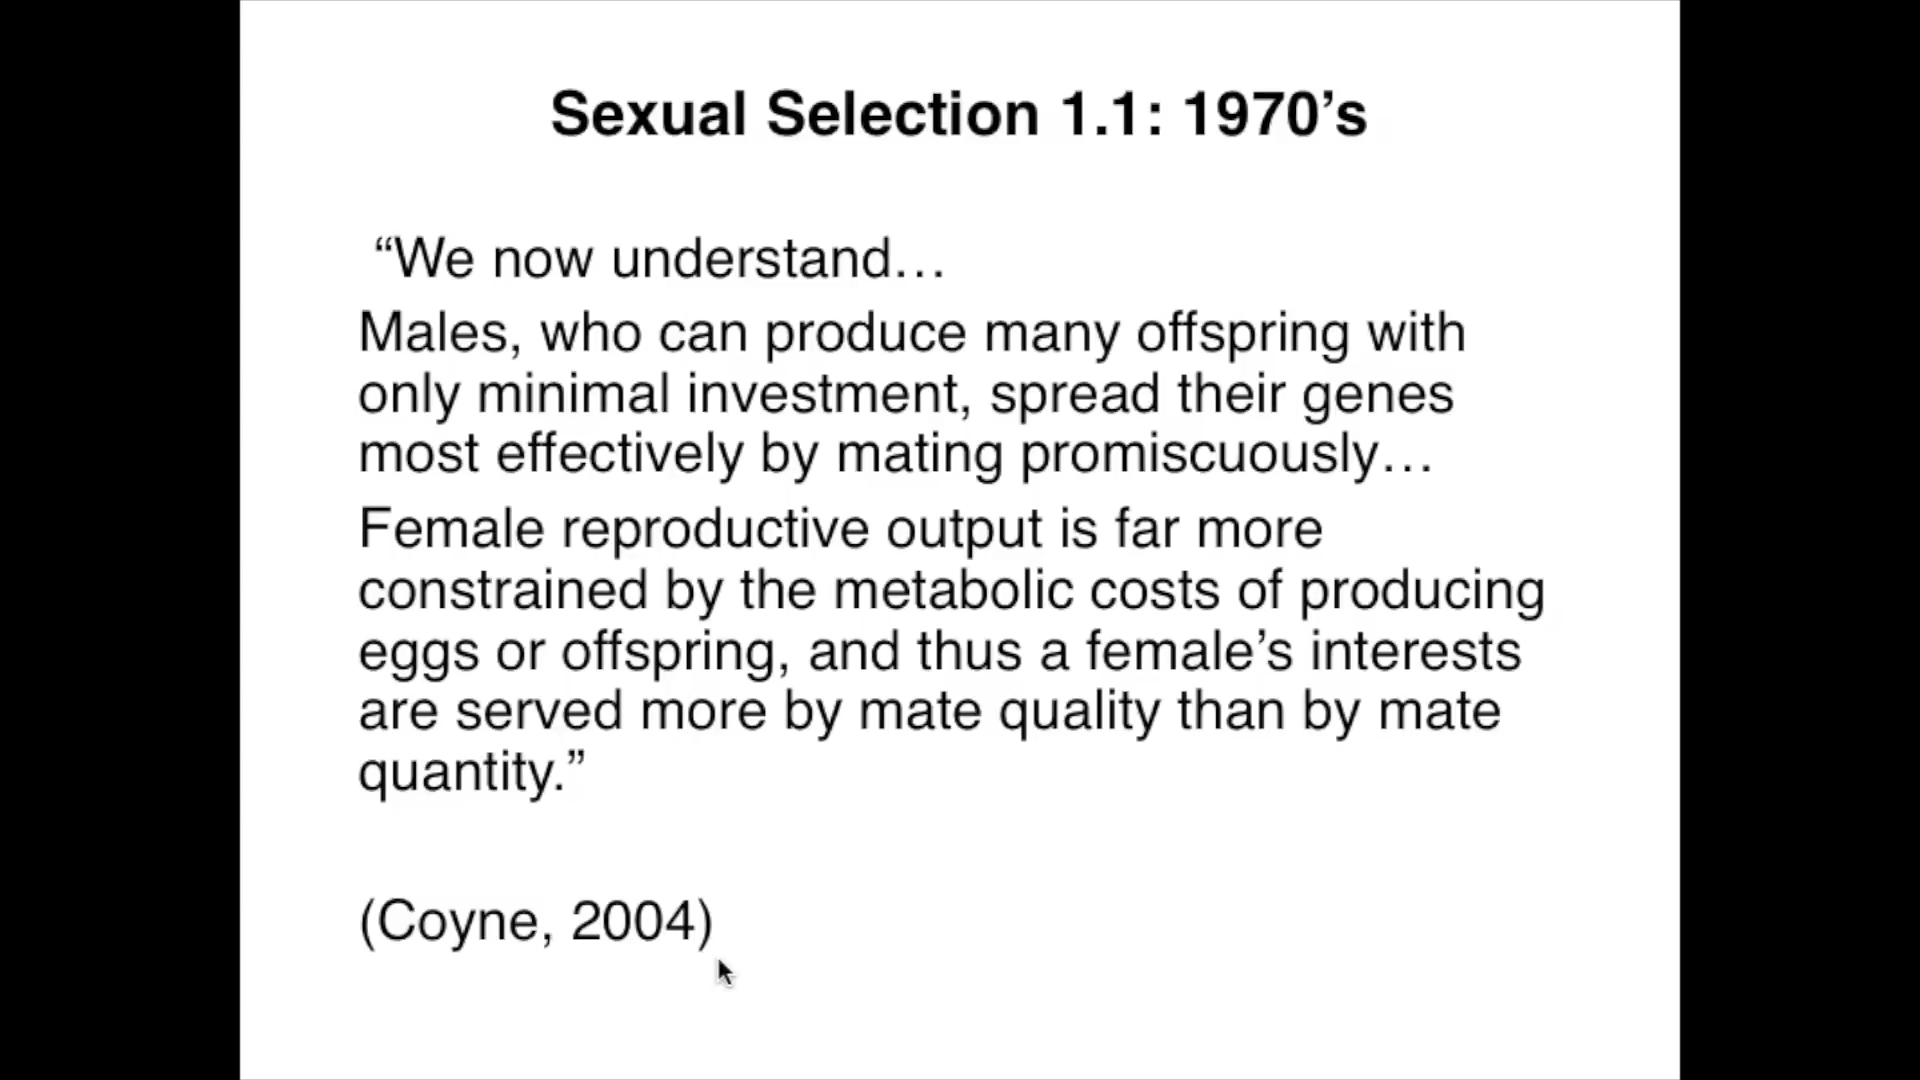 Sexual Selection 1.1: 1970’s
“We now understand…
Males, who can produce many offspring with
only minimal investment, spread their genes
most effectively by mating promiscuously…
Female reproductive output is far more
constrained by the metabolic costs of producing
eggs or offspring, and thus a female’s interests
are served more by mate quality than by mate
quantity.”
(Coyne, 2004)